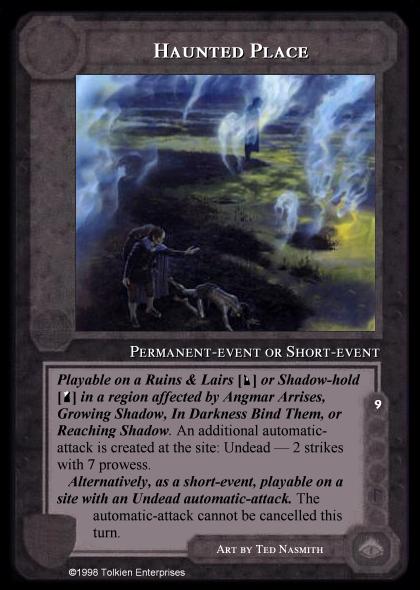 HAUNTED PLACE
PERMANENT-EVENT OR SHORT-EVENT
Playable on a Ruins & Lairs [] or Shadow-hold
[] in a region affected by Angmar Arrises,
Growing Shadow, In Darkness Bind Them, or
Reaching Shadow. An additional automatic-
attack is created at the site: Undead — 2 strikes
with 7 prowess.
Alternatively, as a short-event, playable on a
site with an Undead automatic-attack. The
automatic-attack cannot be cancelled this
turn.
9
ART BY TED NASMITH
©1998 Tolkien Enterprises